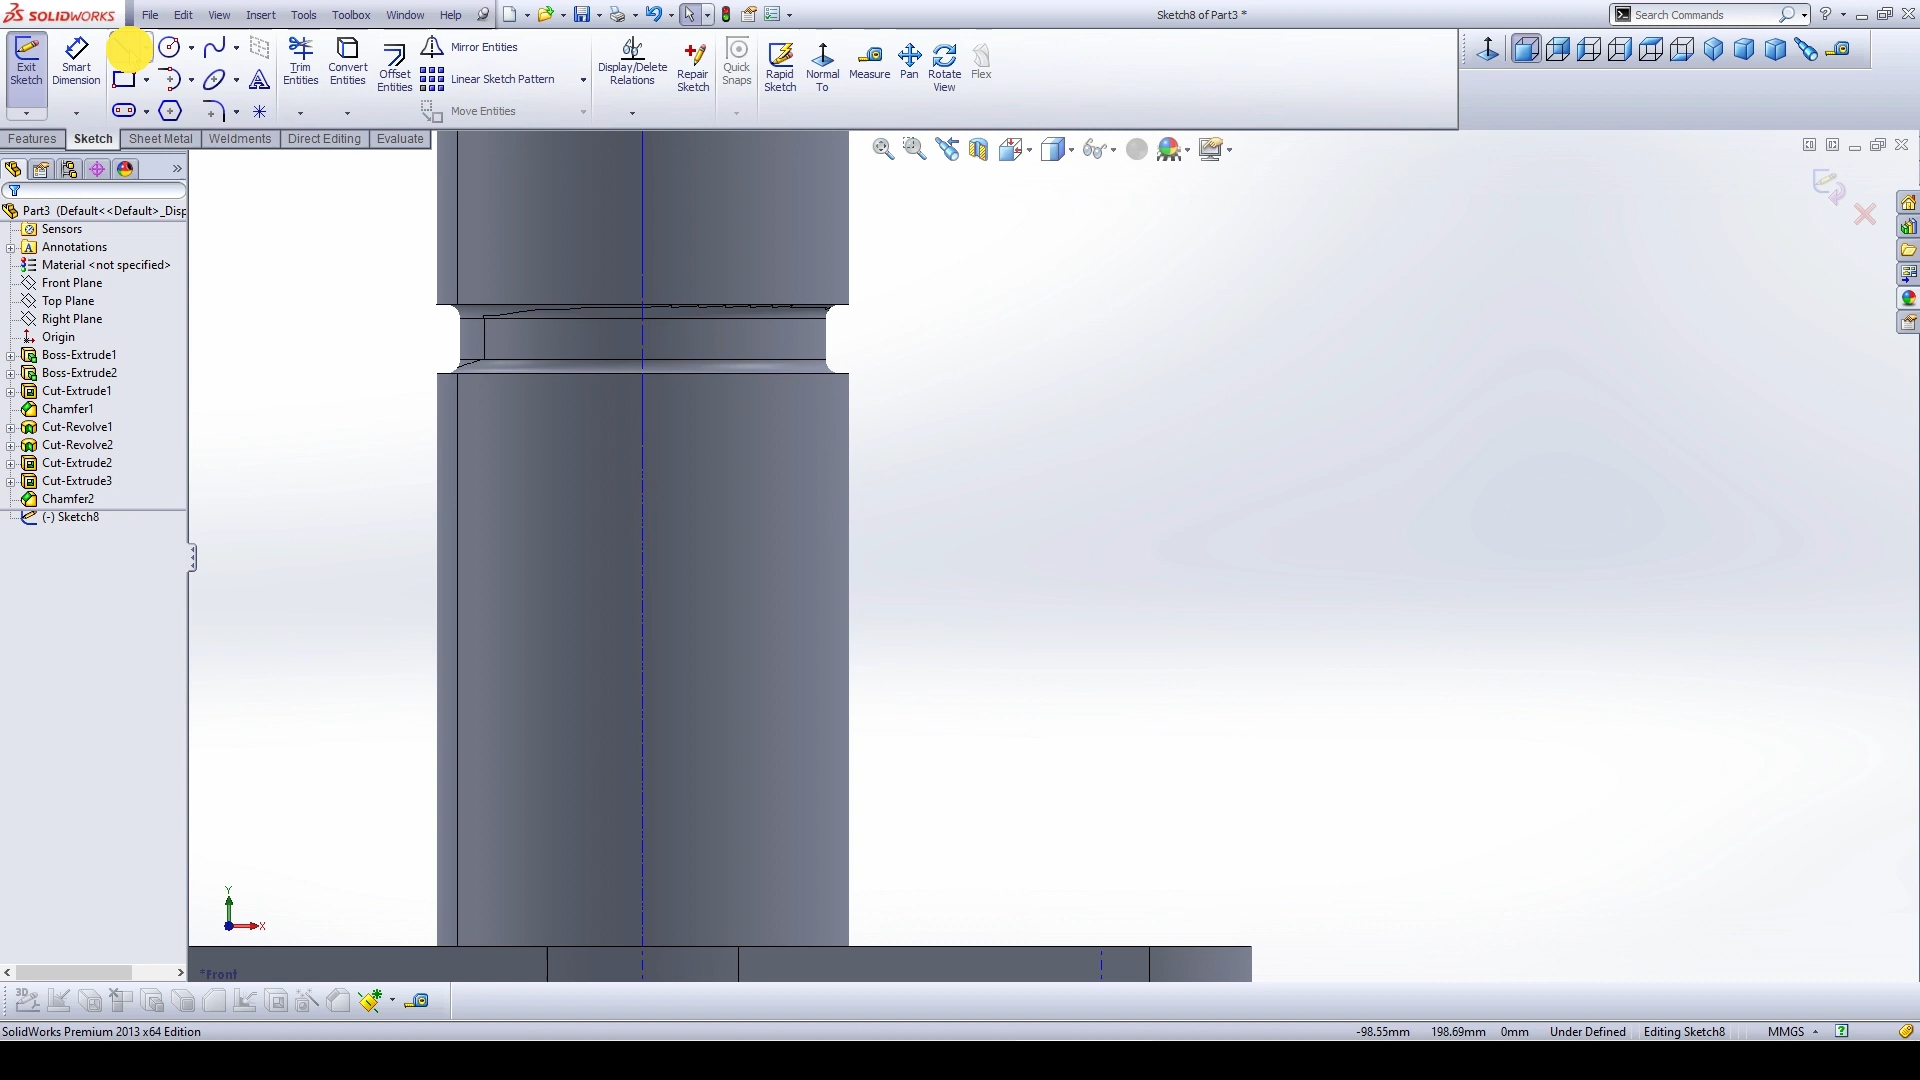 SOLIDWORKS File Edit View Insert Tools Toolbox Window Help Sketch8 of Part3 * Search Commands ?
Exit Sketch
Smart Dimension
Trim Entities
Convert Entities
Offset Entities
Mirror Entities
Linear Sketch Pattern
Move Entities
Display/Delete Relations
Repair Sketch
Quick Snaps
Rapid Sketch
Normal To
Measure
Pan
Rotate View
Flex
Features Sketch Sheet Metal Weldments Direct Editing Evaluate
Part3 (Default<<Default>_Disp
Sensors
Annotations
Material <not specified>
Front Plane
Top Plane
Right Plane
Origin
Boss-Extrude1
Boss-Extrude2
Cut-Extrude1
Chamfer1
Cut-Revolve1
Cut-Revolve2
Cut-Extrude2
Cut-Extrude3
Chamfer2
(-) Sketch8
Y
X
*Front
SolidWorks Premium 2013 x64 Edition -98.55mm 198.69mm 0mm Under Defined Editing Sketch8 MMGS ?